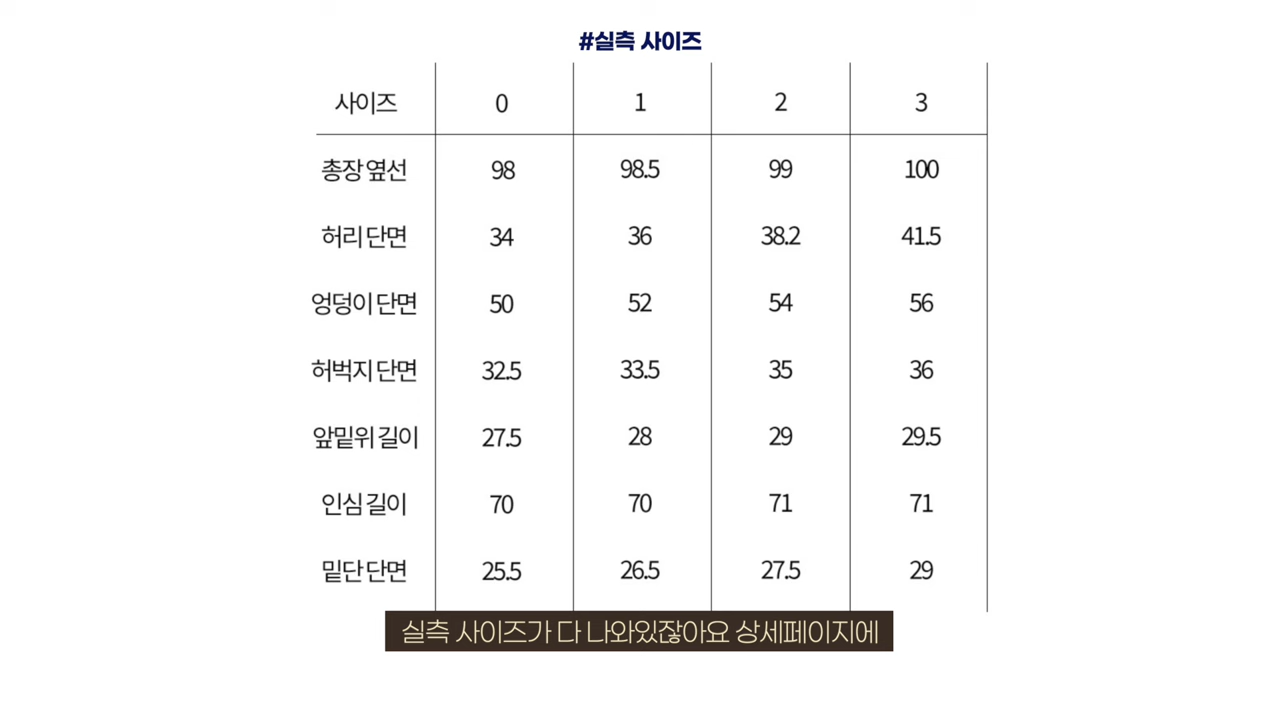 #실측 사이즈
사이즈 0 1 2 3
총장 옆선 98 98.5 99 100
허리 단면 34 36 38.2 41.5
엉덩이 단면 50 52 54 56
허벅지 단면 32.5 33.5 35 36
앞밑위 길이 27.5 28 29 29.5
인심 길이 70 70 71 71
밑단 단면 25.5 26.5 27.5 29
실측 사이즈가 다 나와있잖아요 상세페이지에